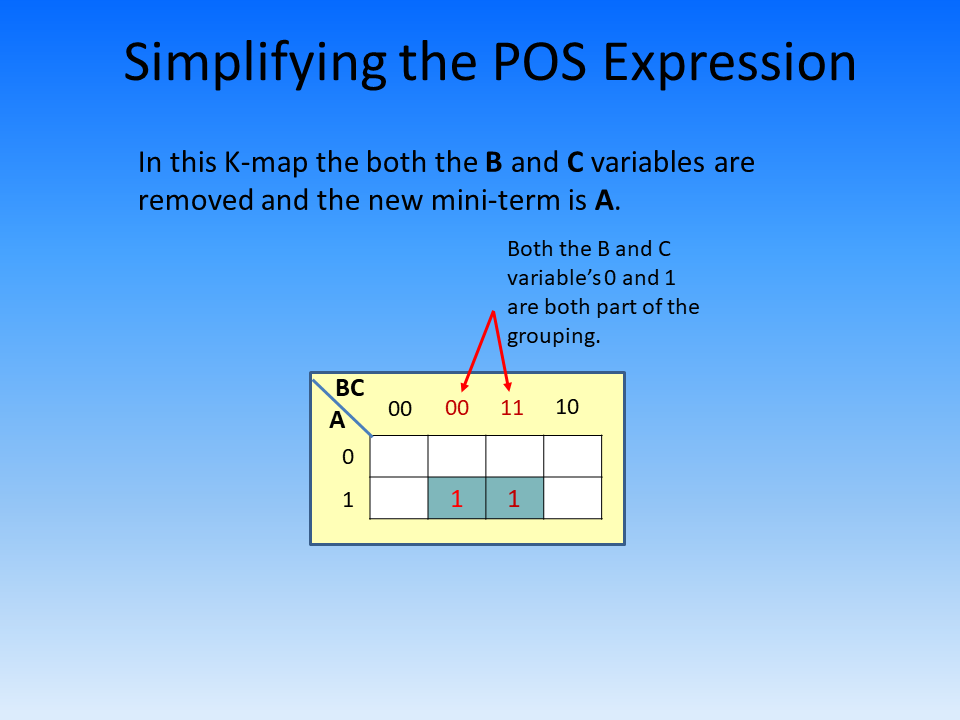 Simplifying the POS Expression
In this K-map the both the B and C variables are
removed and the new mini-term is A.
Both the B and C
variable's 0 and 1
are both part of the
grouping.
BC
A
00 00 11 10
0
1 1 1